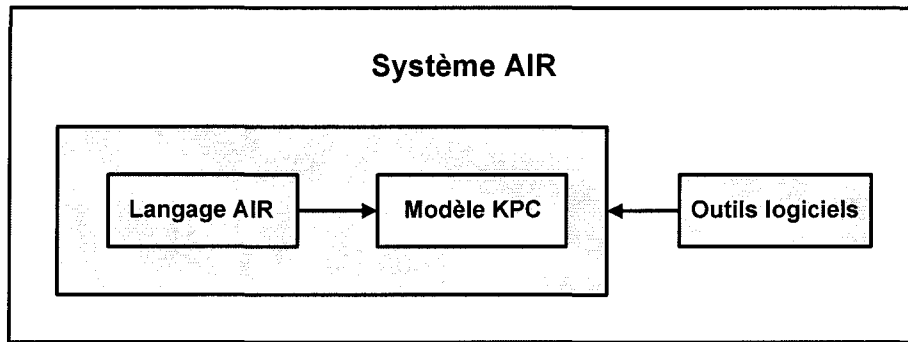 Système AIR
Langage AIR
Modèle KPC
Outils logiciels